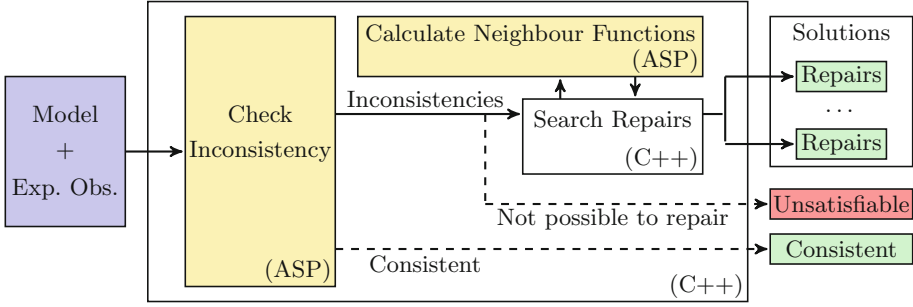 Model
+
Exp. Obs.
Check
Inconsistency
(ASP)
Calculate Neighbour Functions
(ASP)
Inconsistencies
Search Repairs
(C++)
Not possible to repair
Consistent
(C++)
Solutions
Repairs
...
Repairs
Unsatisfiable
Consistent